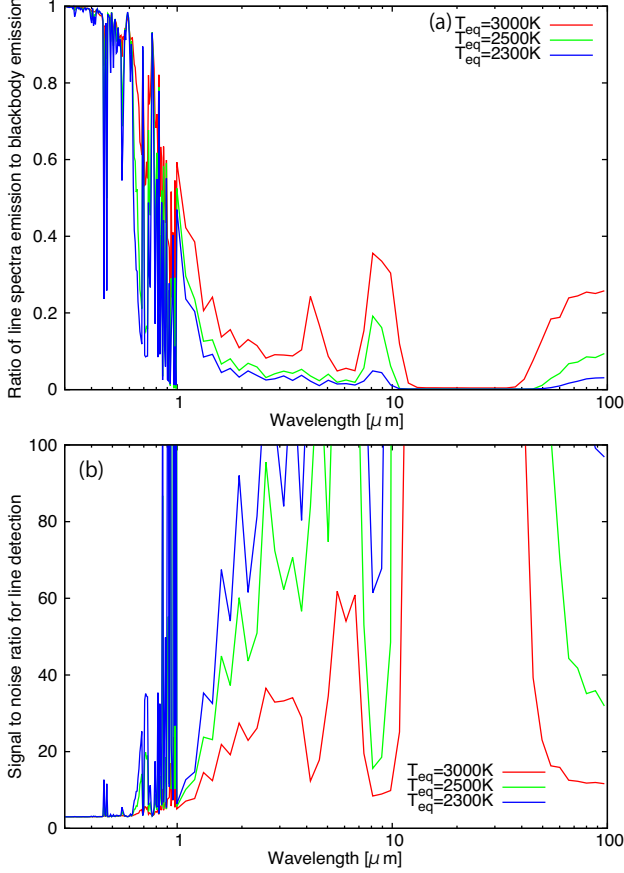 (a)
T_eq=3000K
T_eq=2500K
T_eq=2300K
Ratio of line spectra emission to blackbody emission
1
0.8
0.6
0.4
0.2
0
1
10
100
Wavelength [μm]
(b)
Signal to noise ratio for line detection
100
80
60
40
20
0
T_eq=3000K
T_eq=2500K
T_eq=2300K
1
10
100
Wavelength [μm]